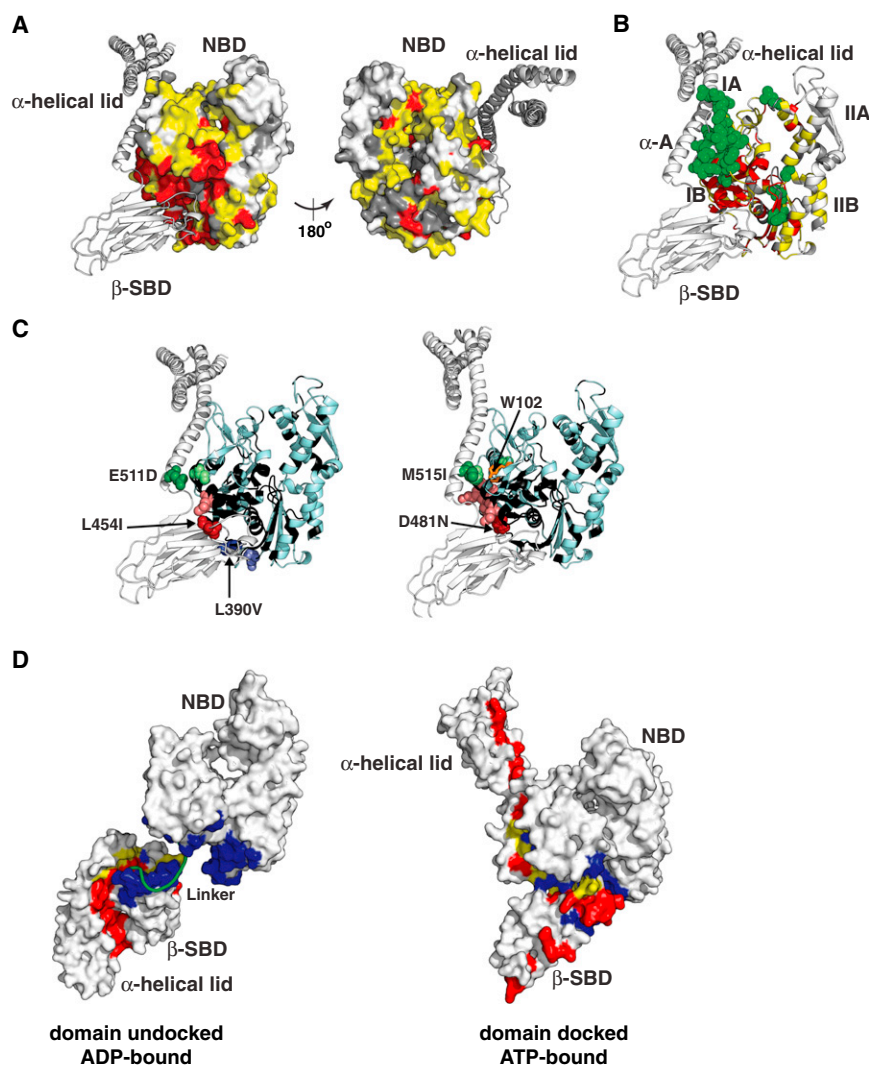 A
NBD
α-helical lid
β-SBD
180°
NBD
α-helical lid
B
α-helical lid
IA
IIA
α-A
IB
IIB
β-SBD
C
E511D
L454I
L390V
W102
M515I
D481N
D
NBD
Linker
β-SBD
α-helical lid
domain undocked
ADP-bound
α-helical lid
NBD
β-SBD
domain docked
ATP-bound